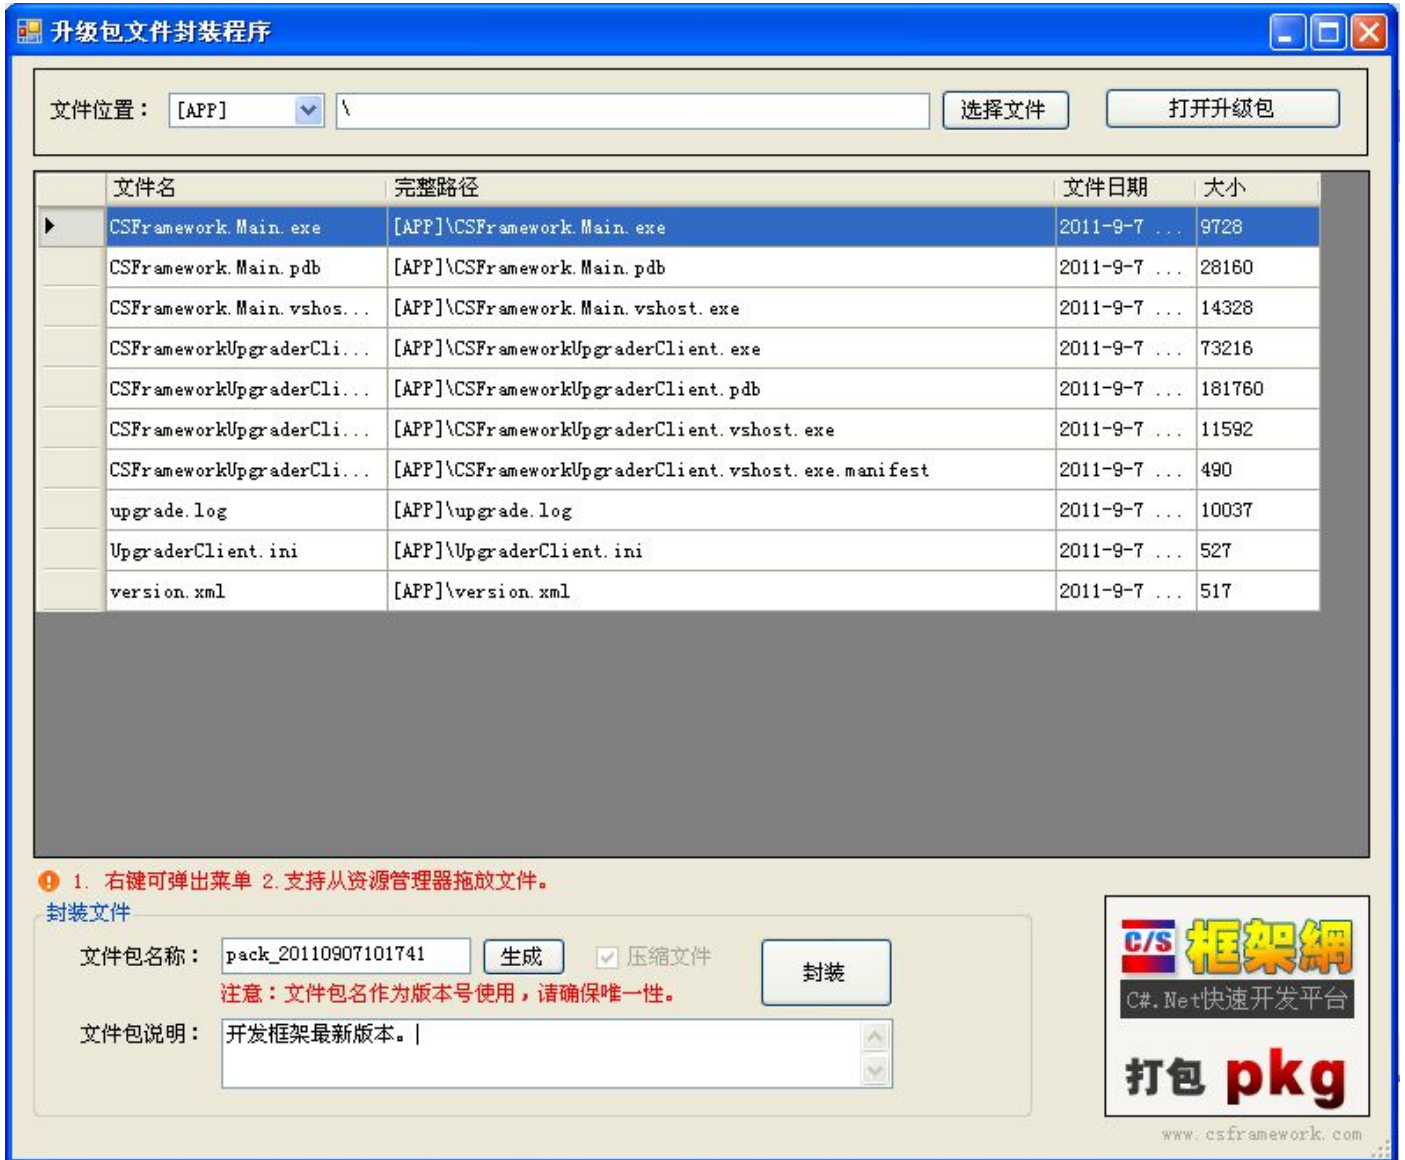 升级包文件封装程序
文件位置： [APP] \ 选择文件 打开升级包
文件名 完整路径 文件日期 大小
CSFramework.Main.exe [APP]\CSFramework.Main.exe 2011-9-7 ... 9728
CSFramework.Main.pdb [APP]\CSFramework.Main.pdb 2011-9-7 ... 28160
CSFramework.Main.vshos... [APP]\CSFramework.Main.vshost.exe 2011-9-7 ... 14328
CSFrameworkUpgraderCli... [APP]\CSFrameworkUpgraderClient.exe 2011-9-7 ... 73216
CSFrameworkUpgraderCli... [APP]\CSFrameworkUpgraderClient.pdb 2011-9-7 ... 181760
CSFrameworkUpgraderCli... [APP]\CSFrameworkUpgraderClient.vshost.exe 2011-9-7 ... 11592
CSFrameworkUpgraderCli... [APP]\CSFrameworkUpgraderClient.vshost.exe.manifest 2011-9-7 ... 490
upgrade.log [APP]\upgrade.log 2011-9-7 ... 10037
UpgraderClient.ini [APP]\UpgraderClient.ini 2011-9-7 ... 527
version.xml [APP]\version.xml 2011-9-7 ... 517
1. 右键可弹出菜单 2.支持从资源管理器拖放文件。
封装文件
文件包名称： pack_20110907101741 生成 压缩文件 封装
注意：文件包名作为版本号使用，请确保唯一性。
文件包说明： 开发框架最新版本。
C/S 框架網
C#.Net快速开发平台
打包 pkg
www.csframework.com